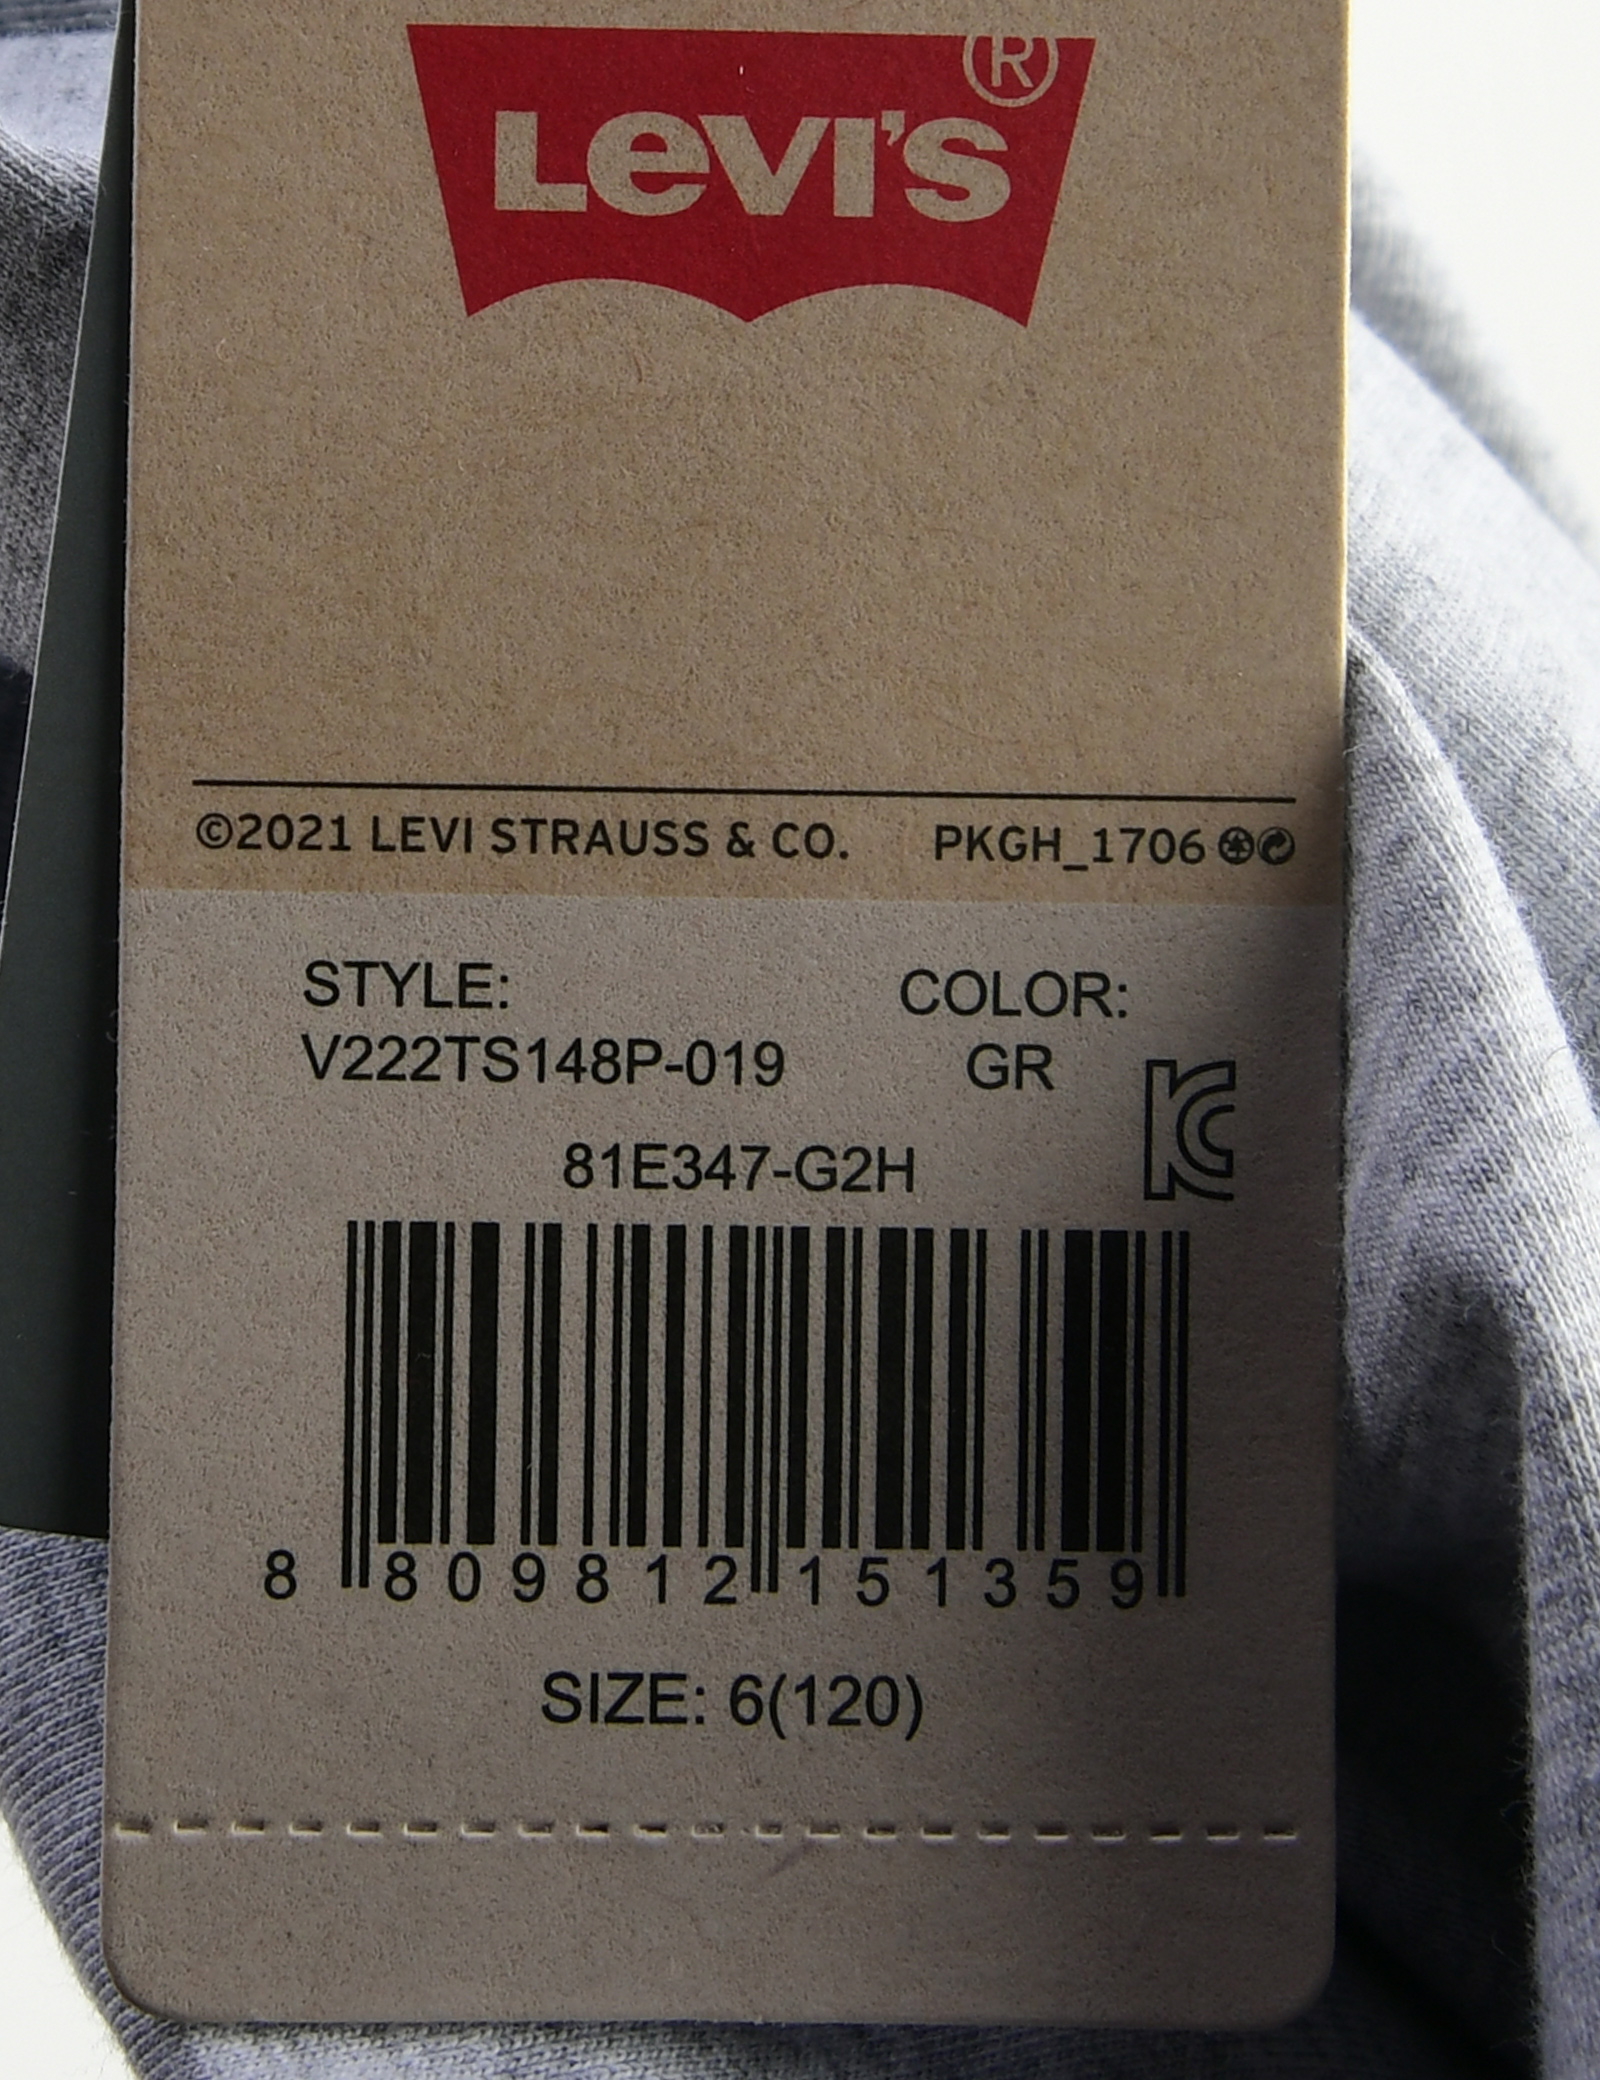 LEVI'S®
©2021 LEVI STRAUSS & CO. PKGH_1706
STYLE: COLOR:
V222TS148P-019 GR
81E347-G2H
8 809812 151359
SIZE: 6(120)